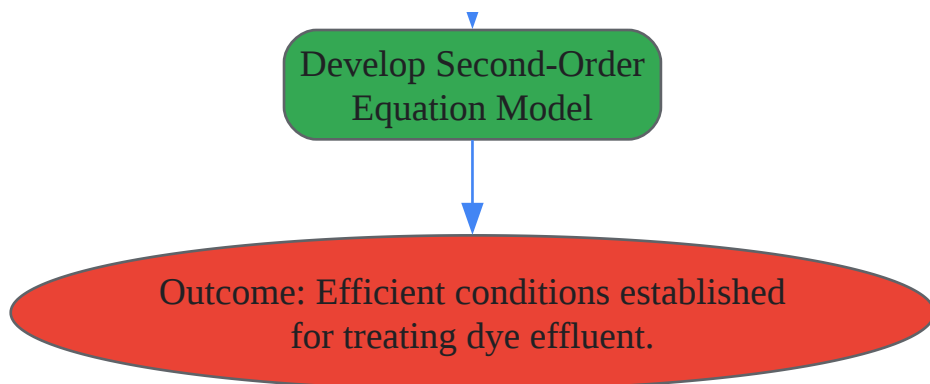 Develop Second-Order
Equation Model
Outcome: Efficient conditions established
for treating dye effluent.